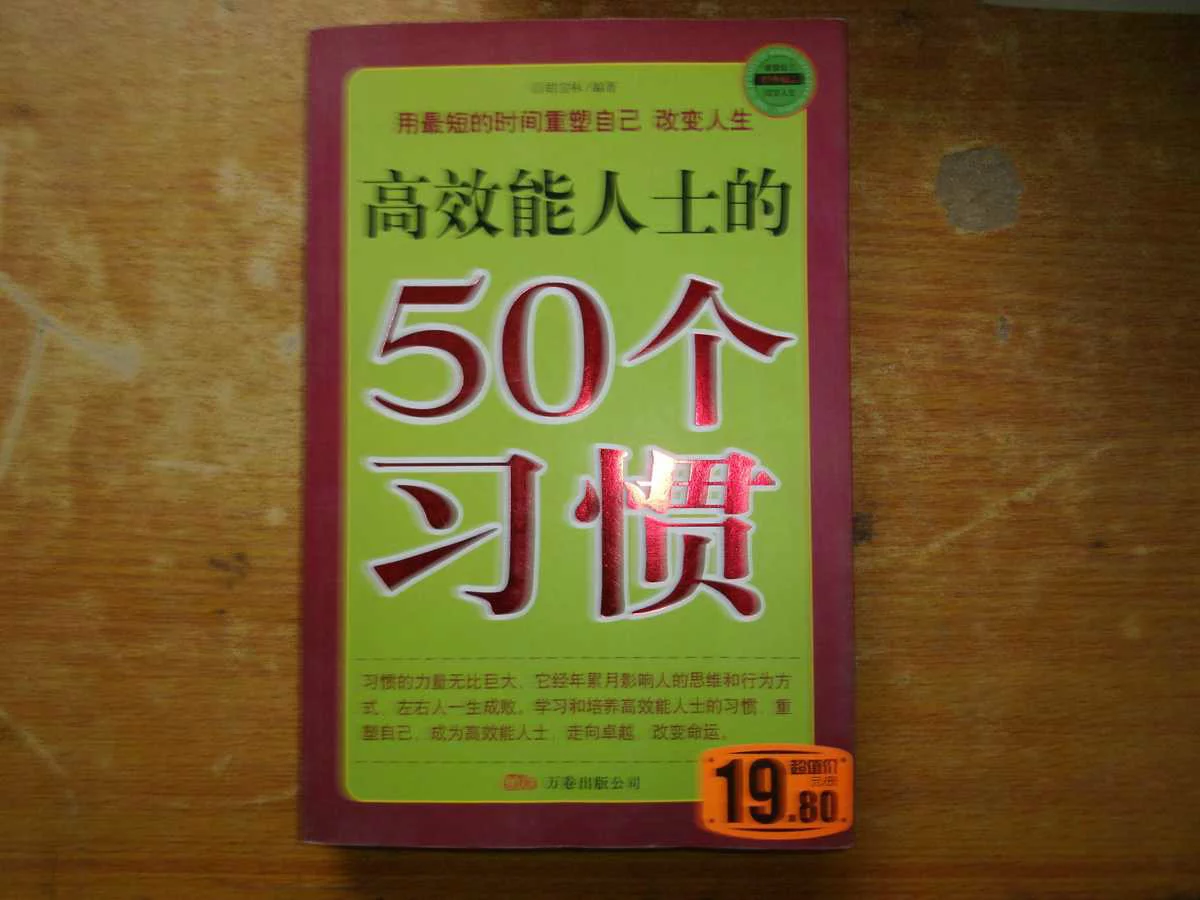 编著
用最短的时间重塑自己 改变人生
高效能人士的
50个
习惯
习惯的力量无比巨大，它经年累月影响人的思维和行为方
式，左右人一生成败。学习和培养高效能人士的习惯，重
塑自己，成为高效能人士，走向卓越，改变命运。
万卷出版公司
19.80
超值价